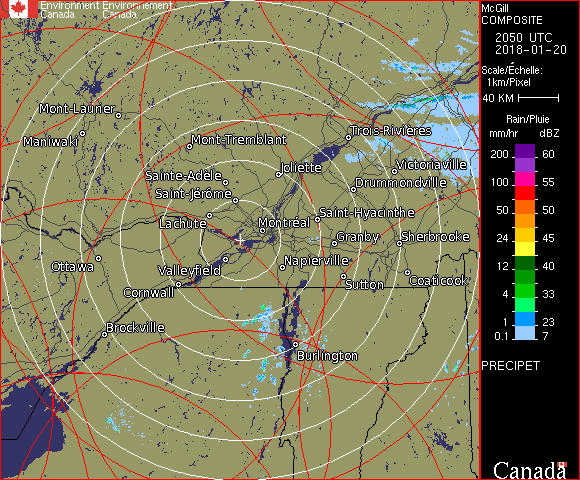 Environment Environnement
Canada Canada
McGill
COMPOSITE
2050 UTC
2018-01-20
Scale/Échelle:
1km/Pixel
40 KM
Rain/Pluie
mm/hr dBZ
200 60
150 57
100 55
50 50
24 45
12 40
4 33
1 23
0.1 7
PRECIPET
Canada
Mont-Laurier
Maniwaki
Mont-Tremblant
Trois-Rivières
Sainte-Adèle
Joliette
Victoriaville
Saint-Jérôme
Drummondville
Lachute
Montréal
Saint-Hyacinthe
Granby
Sherbrooke
Ottawa
Valleyfield
Napierville
Cornwall
Sutton
Coaticook
Brockville
Burlington